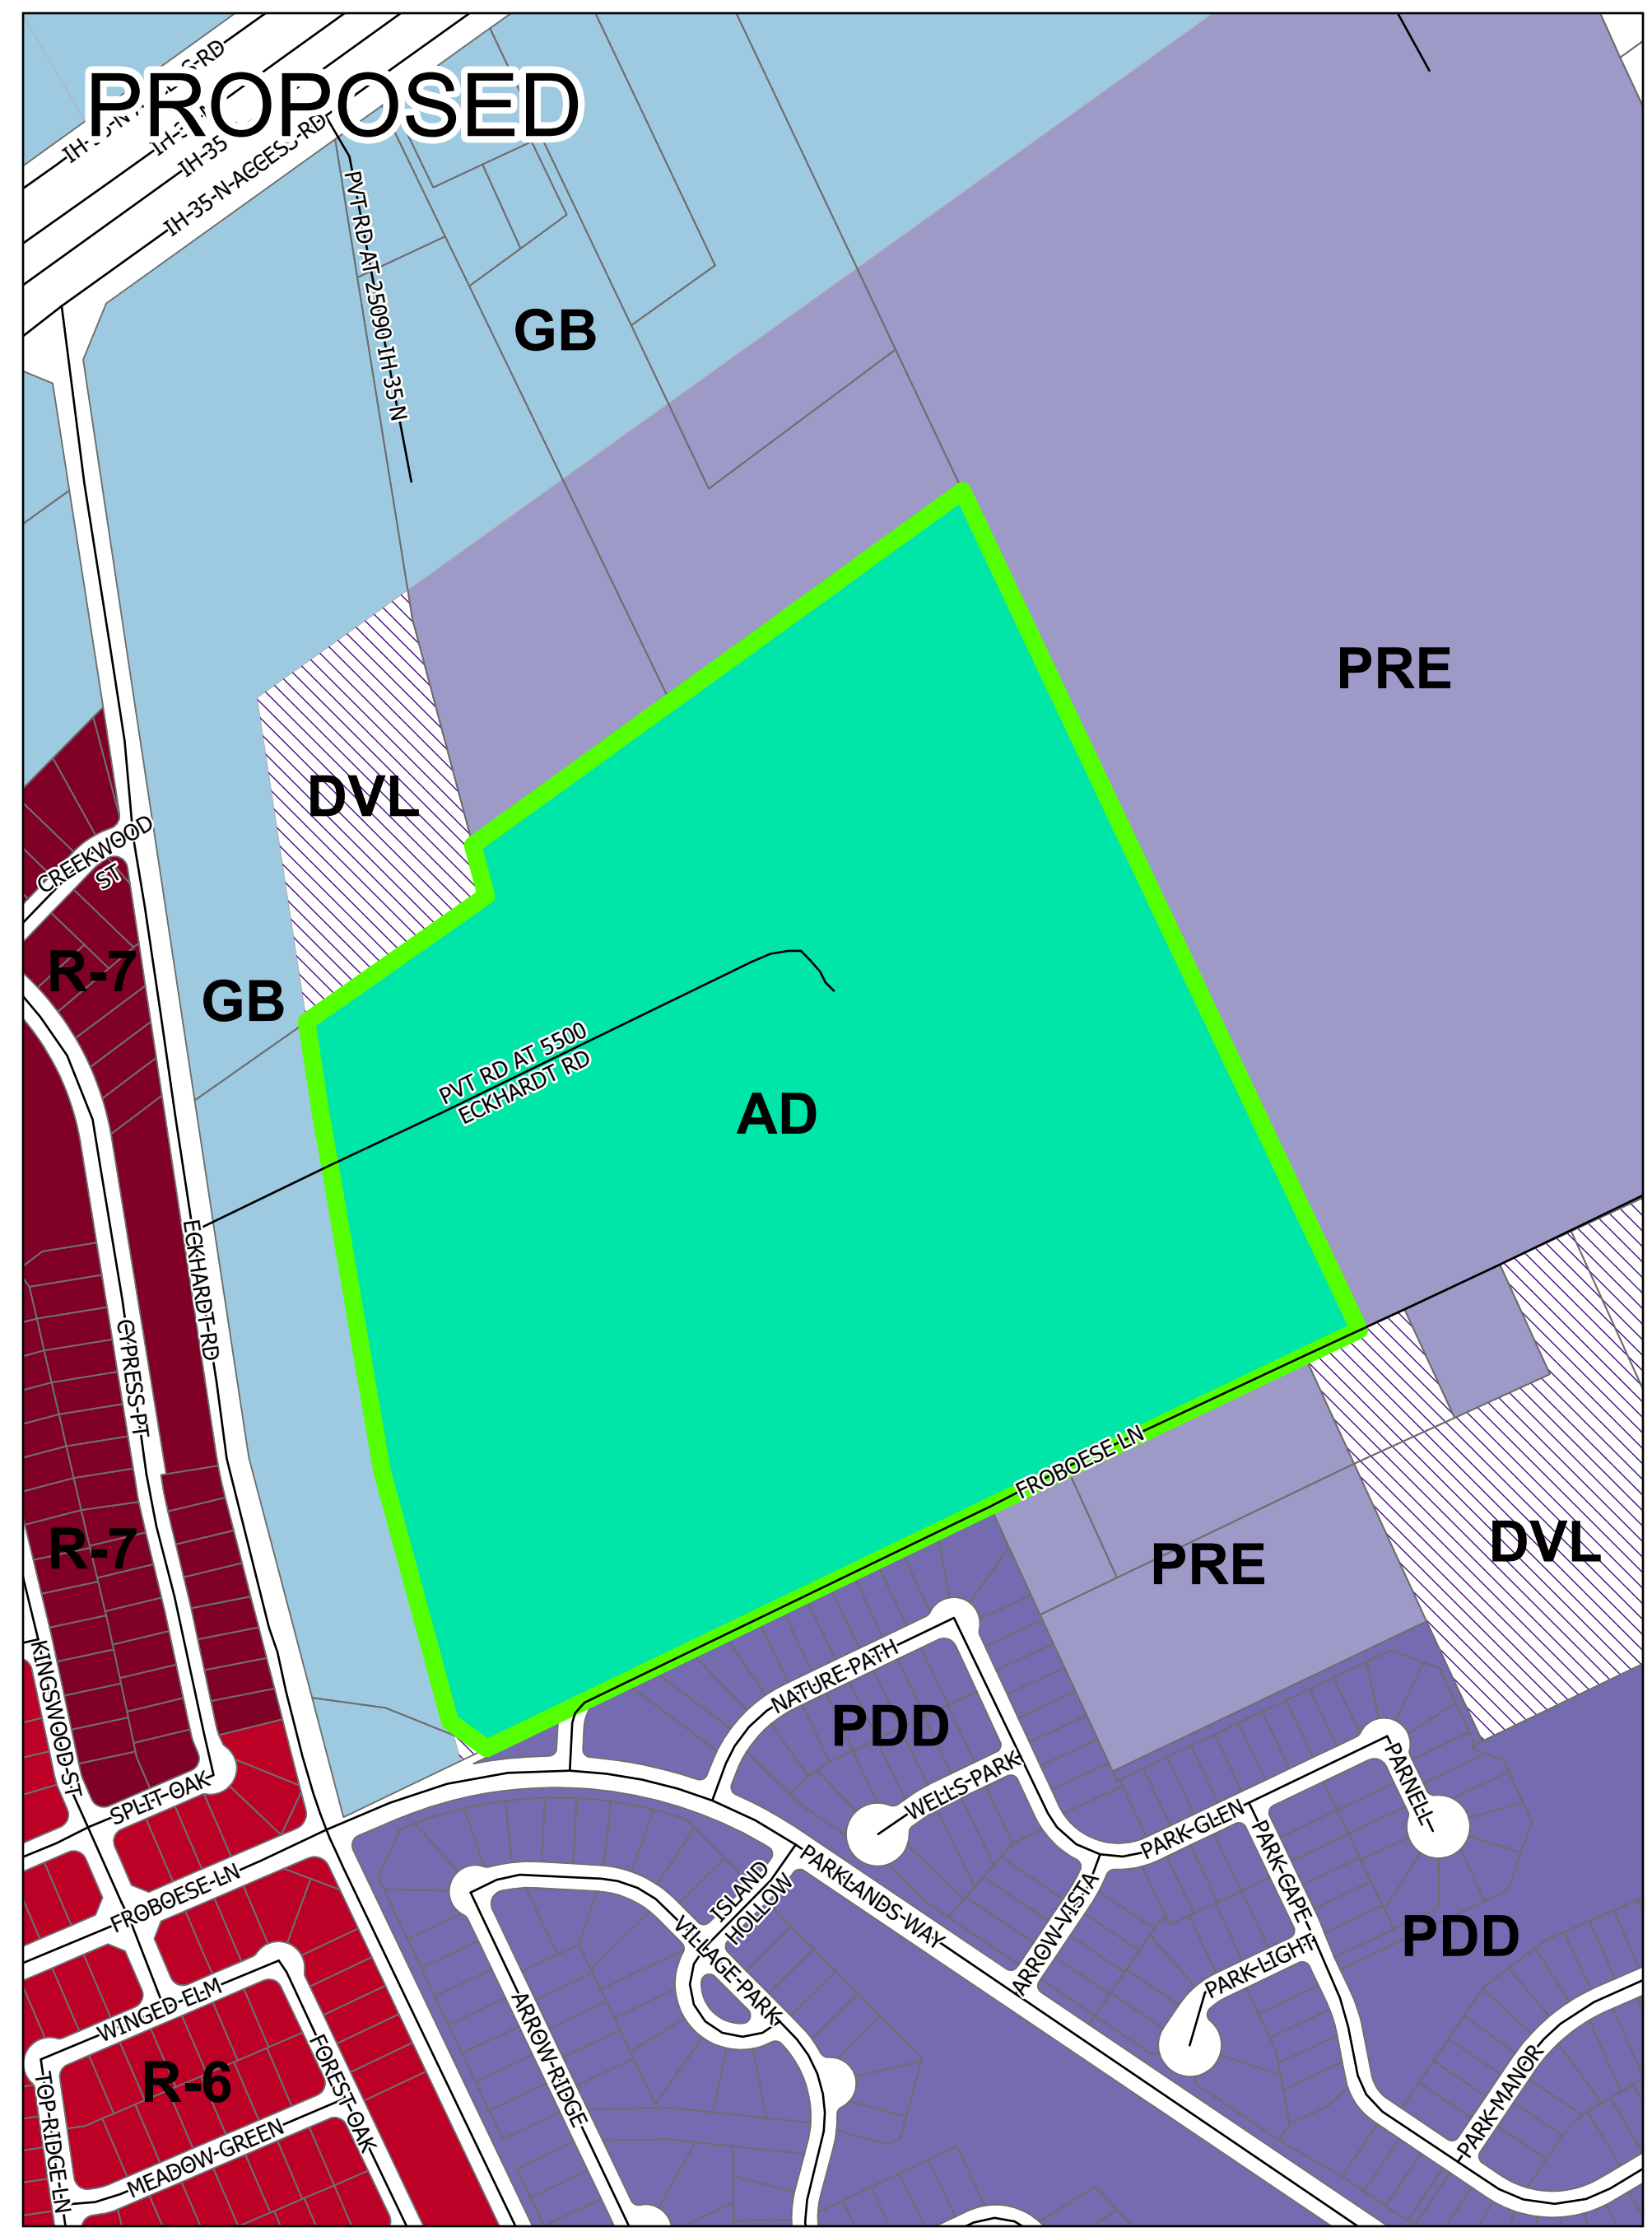 PROPOSED
IH-35-N-ACCESS-RD
PVT-RD-AT-25090-IH-35-N
GB
PRE
DVL
CREEKWOOD
ST
R-7
GB
PVT RD AT 5500
ECKHARDT RD
AD
ECKHARDT-RD
CYPRESS-PT
FROBOESE-LN
R-7
PRE
DVL
KINGSWOOD-ST
NATURE-PATH
PDD
WELLS-PARK
SPLIT-OAK
PARK-GLEN
PARNELL
PARK-CAPE
FROBOESE-LN
ISLAND
HOLLOW
PARKLANDS-WAY
VILLAGE-PARK
ARROW-VISTA
PARK-LIGHT
PDD
WINGED-ELM
ARROW-RIDGE
R-6
FOREST-OAK
TOP-RIDGE-LN
MEADOW-GREEN
PARK-MANOR